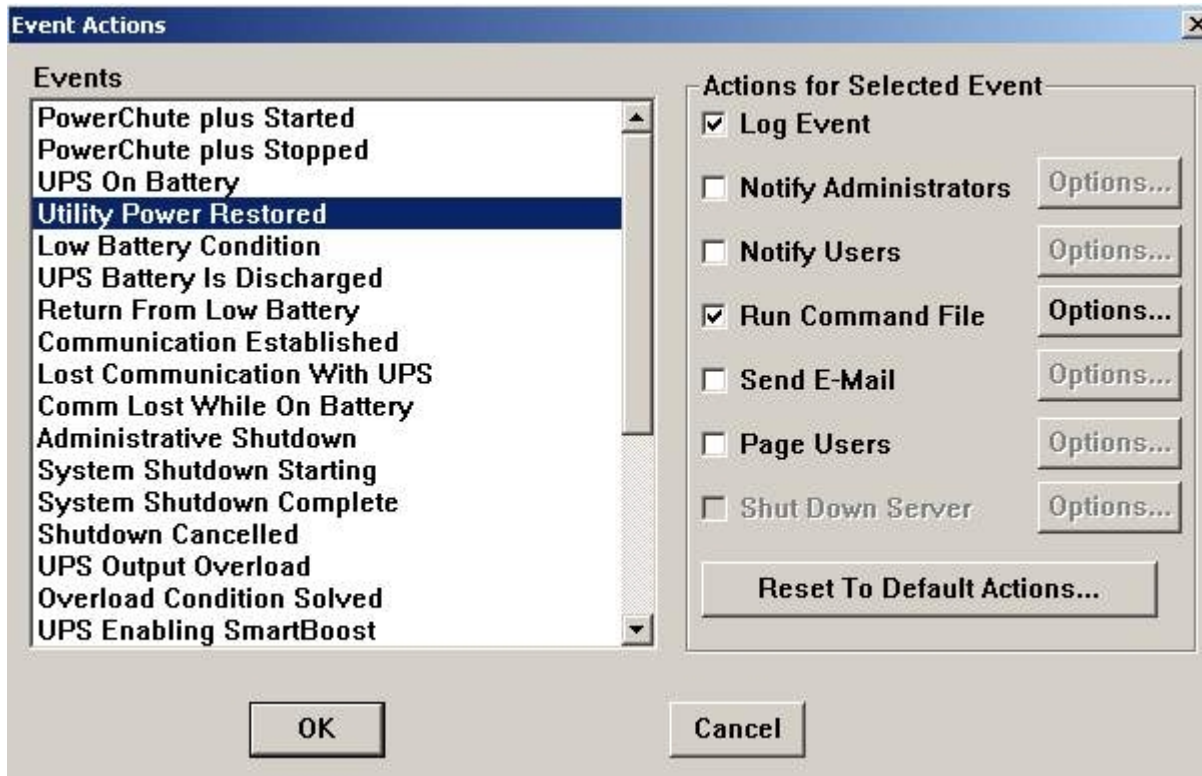 Event Actions
Events
PowerChute plus Started
PowerChute plus Stopped
UPS On Battery
Utility Power Restored
Low Battery Condition
UPS Battery Is Discharged
Return From Low Battery
Communication Established
Lost Communication With UPS
Comm Lost While On Battery
Administrative Shutdown
System Shutdown Starting
System Shutdown Complete
Shutdown Cancelled
UPS Output Overload
Overload Condition Solved
UPS Enabling SmartBoost
Actions for Selected Event
Log Event
Notify Administrators Options...
Notify Users Options...
Run Command File Options...
Send E-Mail Options...
Page Users Options...
Shut Down Server Options...
Reset To Default Actions...
OK Cancel